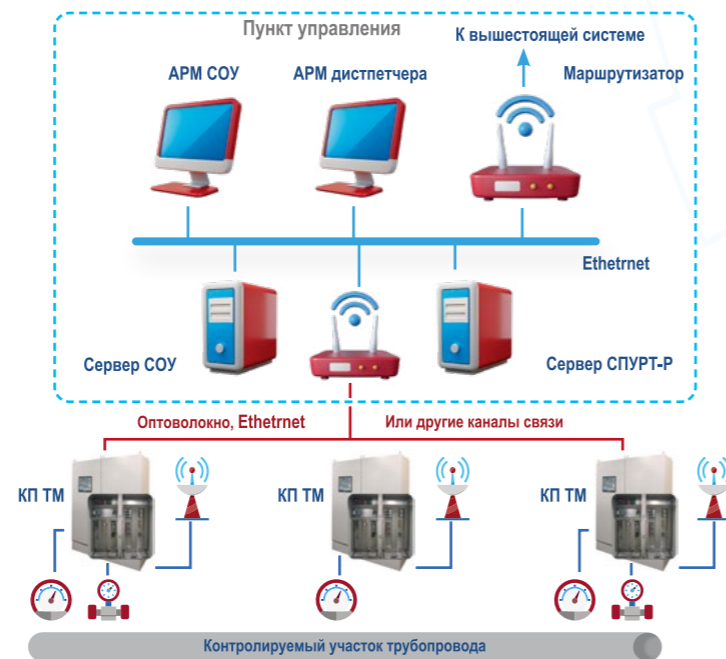 Пункт управления
К вышестоящей системе
АРМ СОУ
АРМ дистпетчера
Маршрутизатор
Ethetrnet
Сервер СОУ
Сервер СПУРТ-Р
Оптоволокно, Ethetrnet
Или другие каналы связи
КП ТМ
КП ТМ
КП ТМ
Контролируемый участок трубопровода